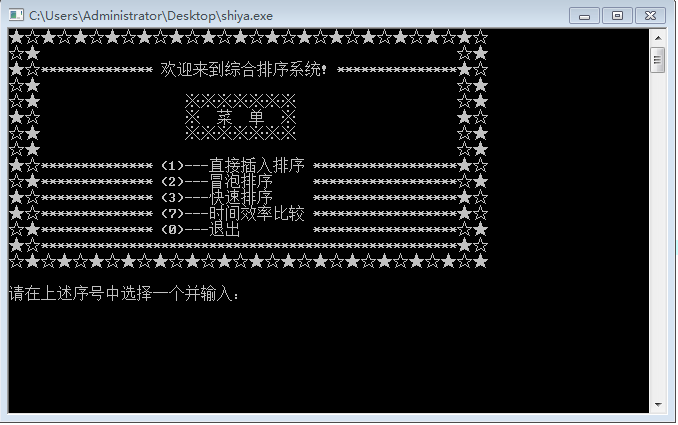 C:\Users\Administrator\Desktop\shiya.exe
★☆★☆★☆★☆★☆★☆★☆★☆★☆★☆★☆★☆★☆★☆★☆
☆★ ☆★
★☆************** 欢迎来到综合排序系统! ***************★☆
☆★ ☆★
☆★ ※※※※※※※ ☆★
★☆ ※ 菜 单 ※ ★☆
☆★ ※※※※※※※ ☆★
☆★ ☆★
★☆************** (1)---直接插入排序 ******************★☆
☆★************** (2)---冒泡排序 ******************☆★
★☆************** (3)---快速排序 ******************★☆
★☆************** (7)---时间效率比较 ******************★☆
☆★************** (0)---退出 ******************☆★
★☆****************************************************★☆
☆★☆★☆★☆★☆★☆★☆★☆★☆★☆★☆★☆★☆★☆★☆★☆
请在上述序号中选择一个并输入: